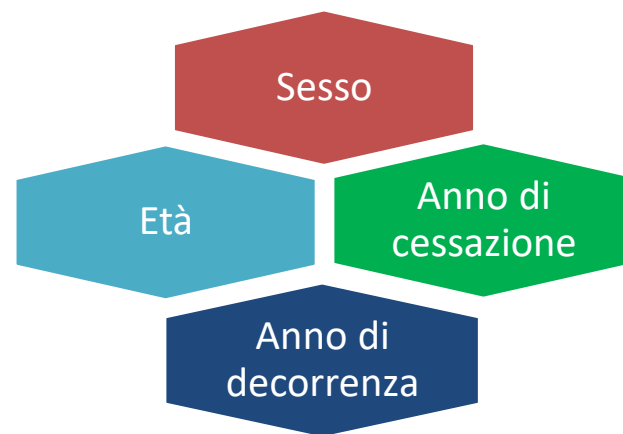 Sesso
Età
Anno di
cessazione
Anno di
decorrenza